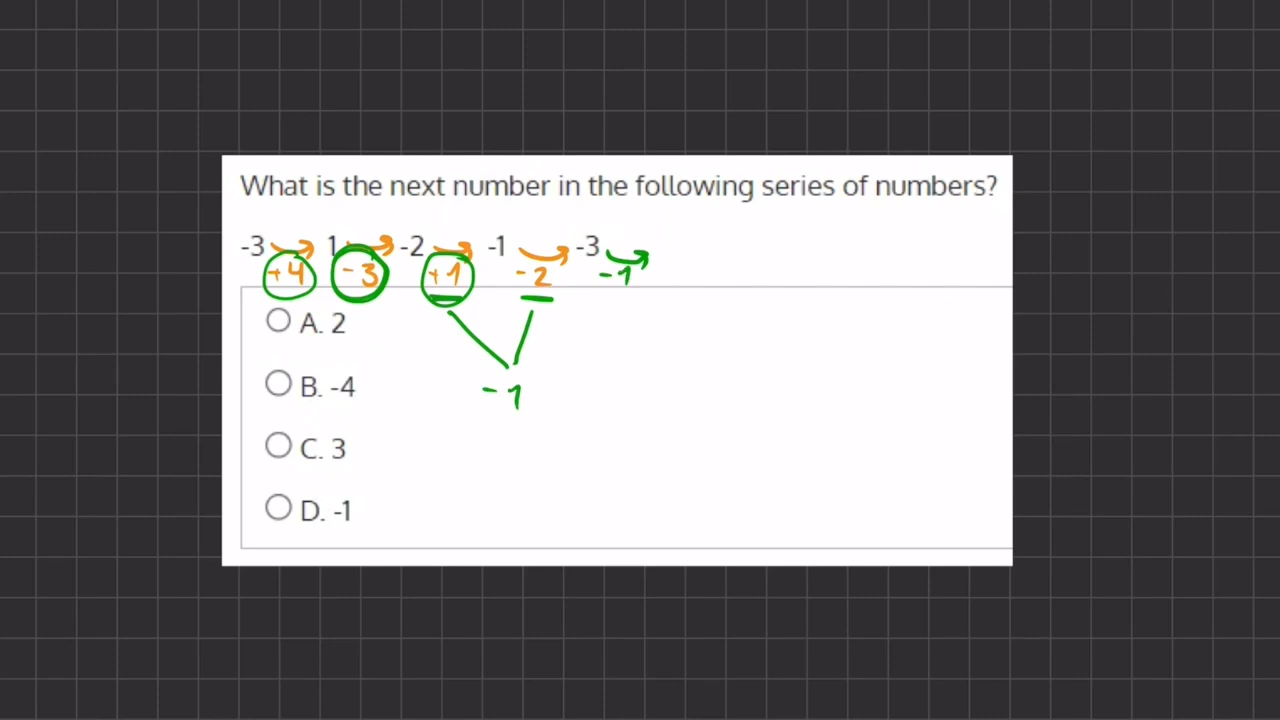 What is the next number in the following series of numbers?
-3 1 -2 -1 -3
+4 -3 +1 -2 -1
A. 2
B. -4
-1
C. 3
D. -1